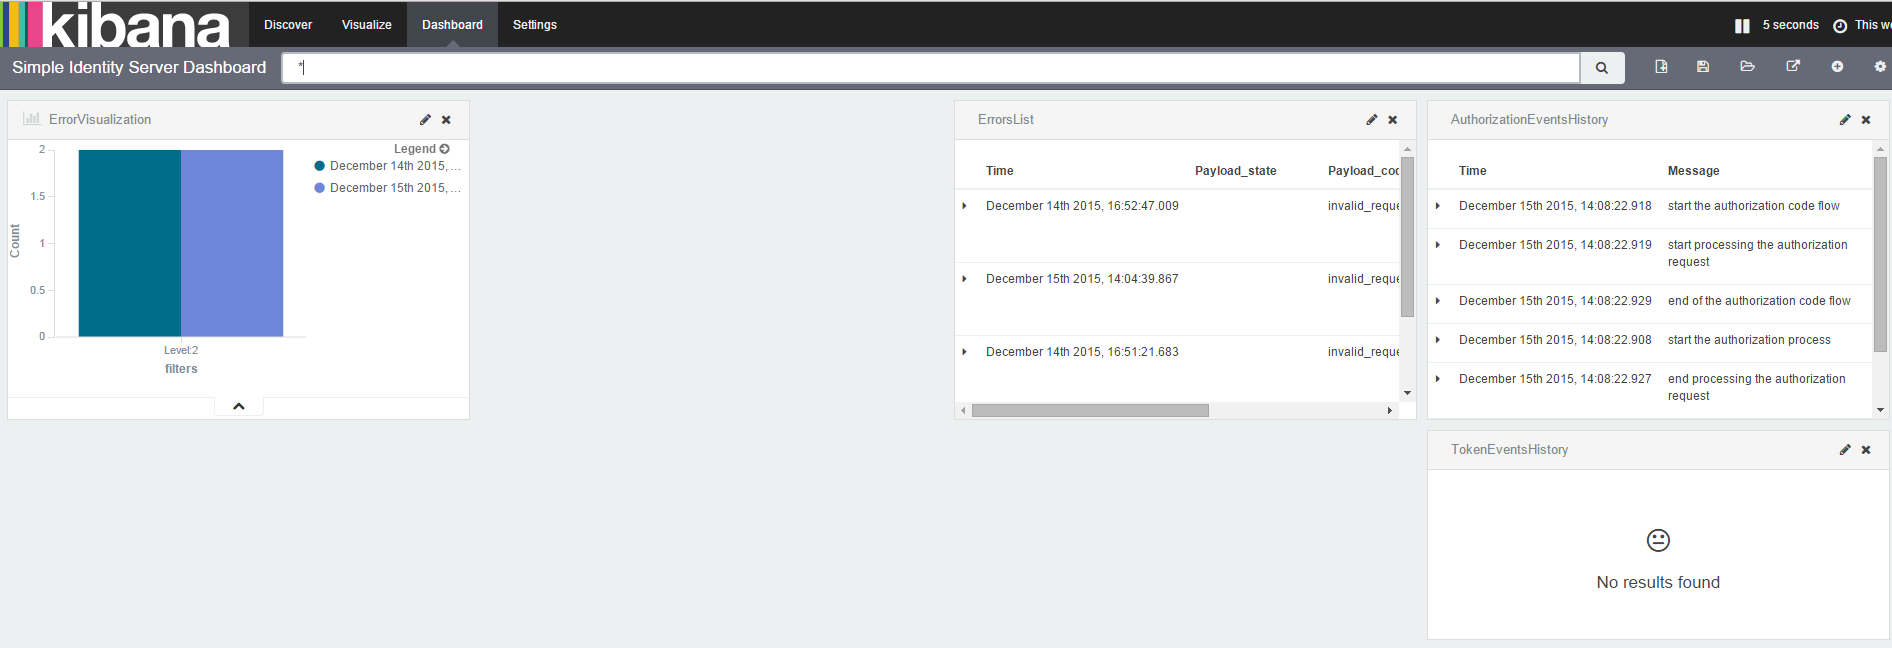 kibana
Discover
Visualize
Dashboard
Settings
5 seconds
This we
Simple Identity Server Dashboard
*
ErrorVisualization
Legend
December 14th 2015, ...
December 15th 2015, ...
2
1.5
1
0.5
0
Count
Level:2
filters
ErrorsList
Time Payload_state Payload_coc
December 14th 2015, 16:52:47.009 invalid_reque
December 15th 2015, 14:04:39.867 invalid_reque
December 14th 2015, 16:51:21.683 invalid_reque
AuthorizationEventsHistory
Time Message
December 15th 2015, 14:08:22.918 start the authorization code flow
December 15th 2015, 14:08:22.919 start processing the authorization
request
December 15th 2015, 14:08:22.929 end of the authorization code flow
December 15th 2015, 14:08:22.908 start the authorization process
December 15th 2015, 14:08:22.927 end processing the authorization
request
TokenEventsHistory
No results found